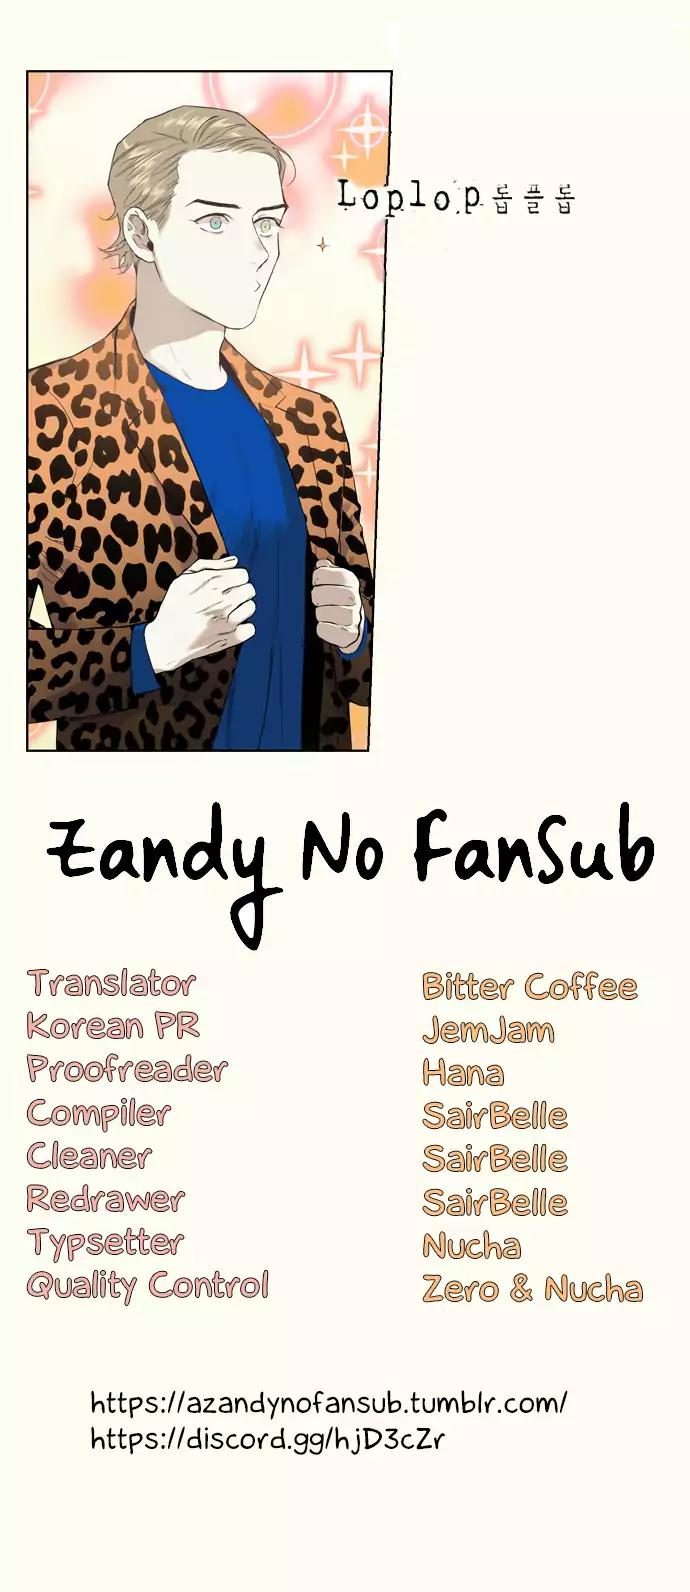 Loplop롭플롭
Zandy No FanSub
Translator Bitter Coffee
Korean PR JemJam
Proofreader Hana
Compiler SairBelle
Cleaner SairBelle
Redrawer SairBelle
Typsetter Nucha
Quality Control Zero & Nucha
https://azandynofansub.tumblr.com/
https://discord.gg/hjD3cZr